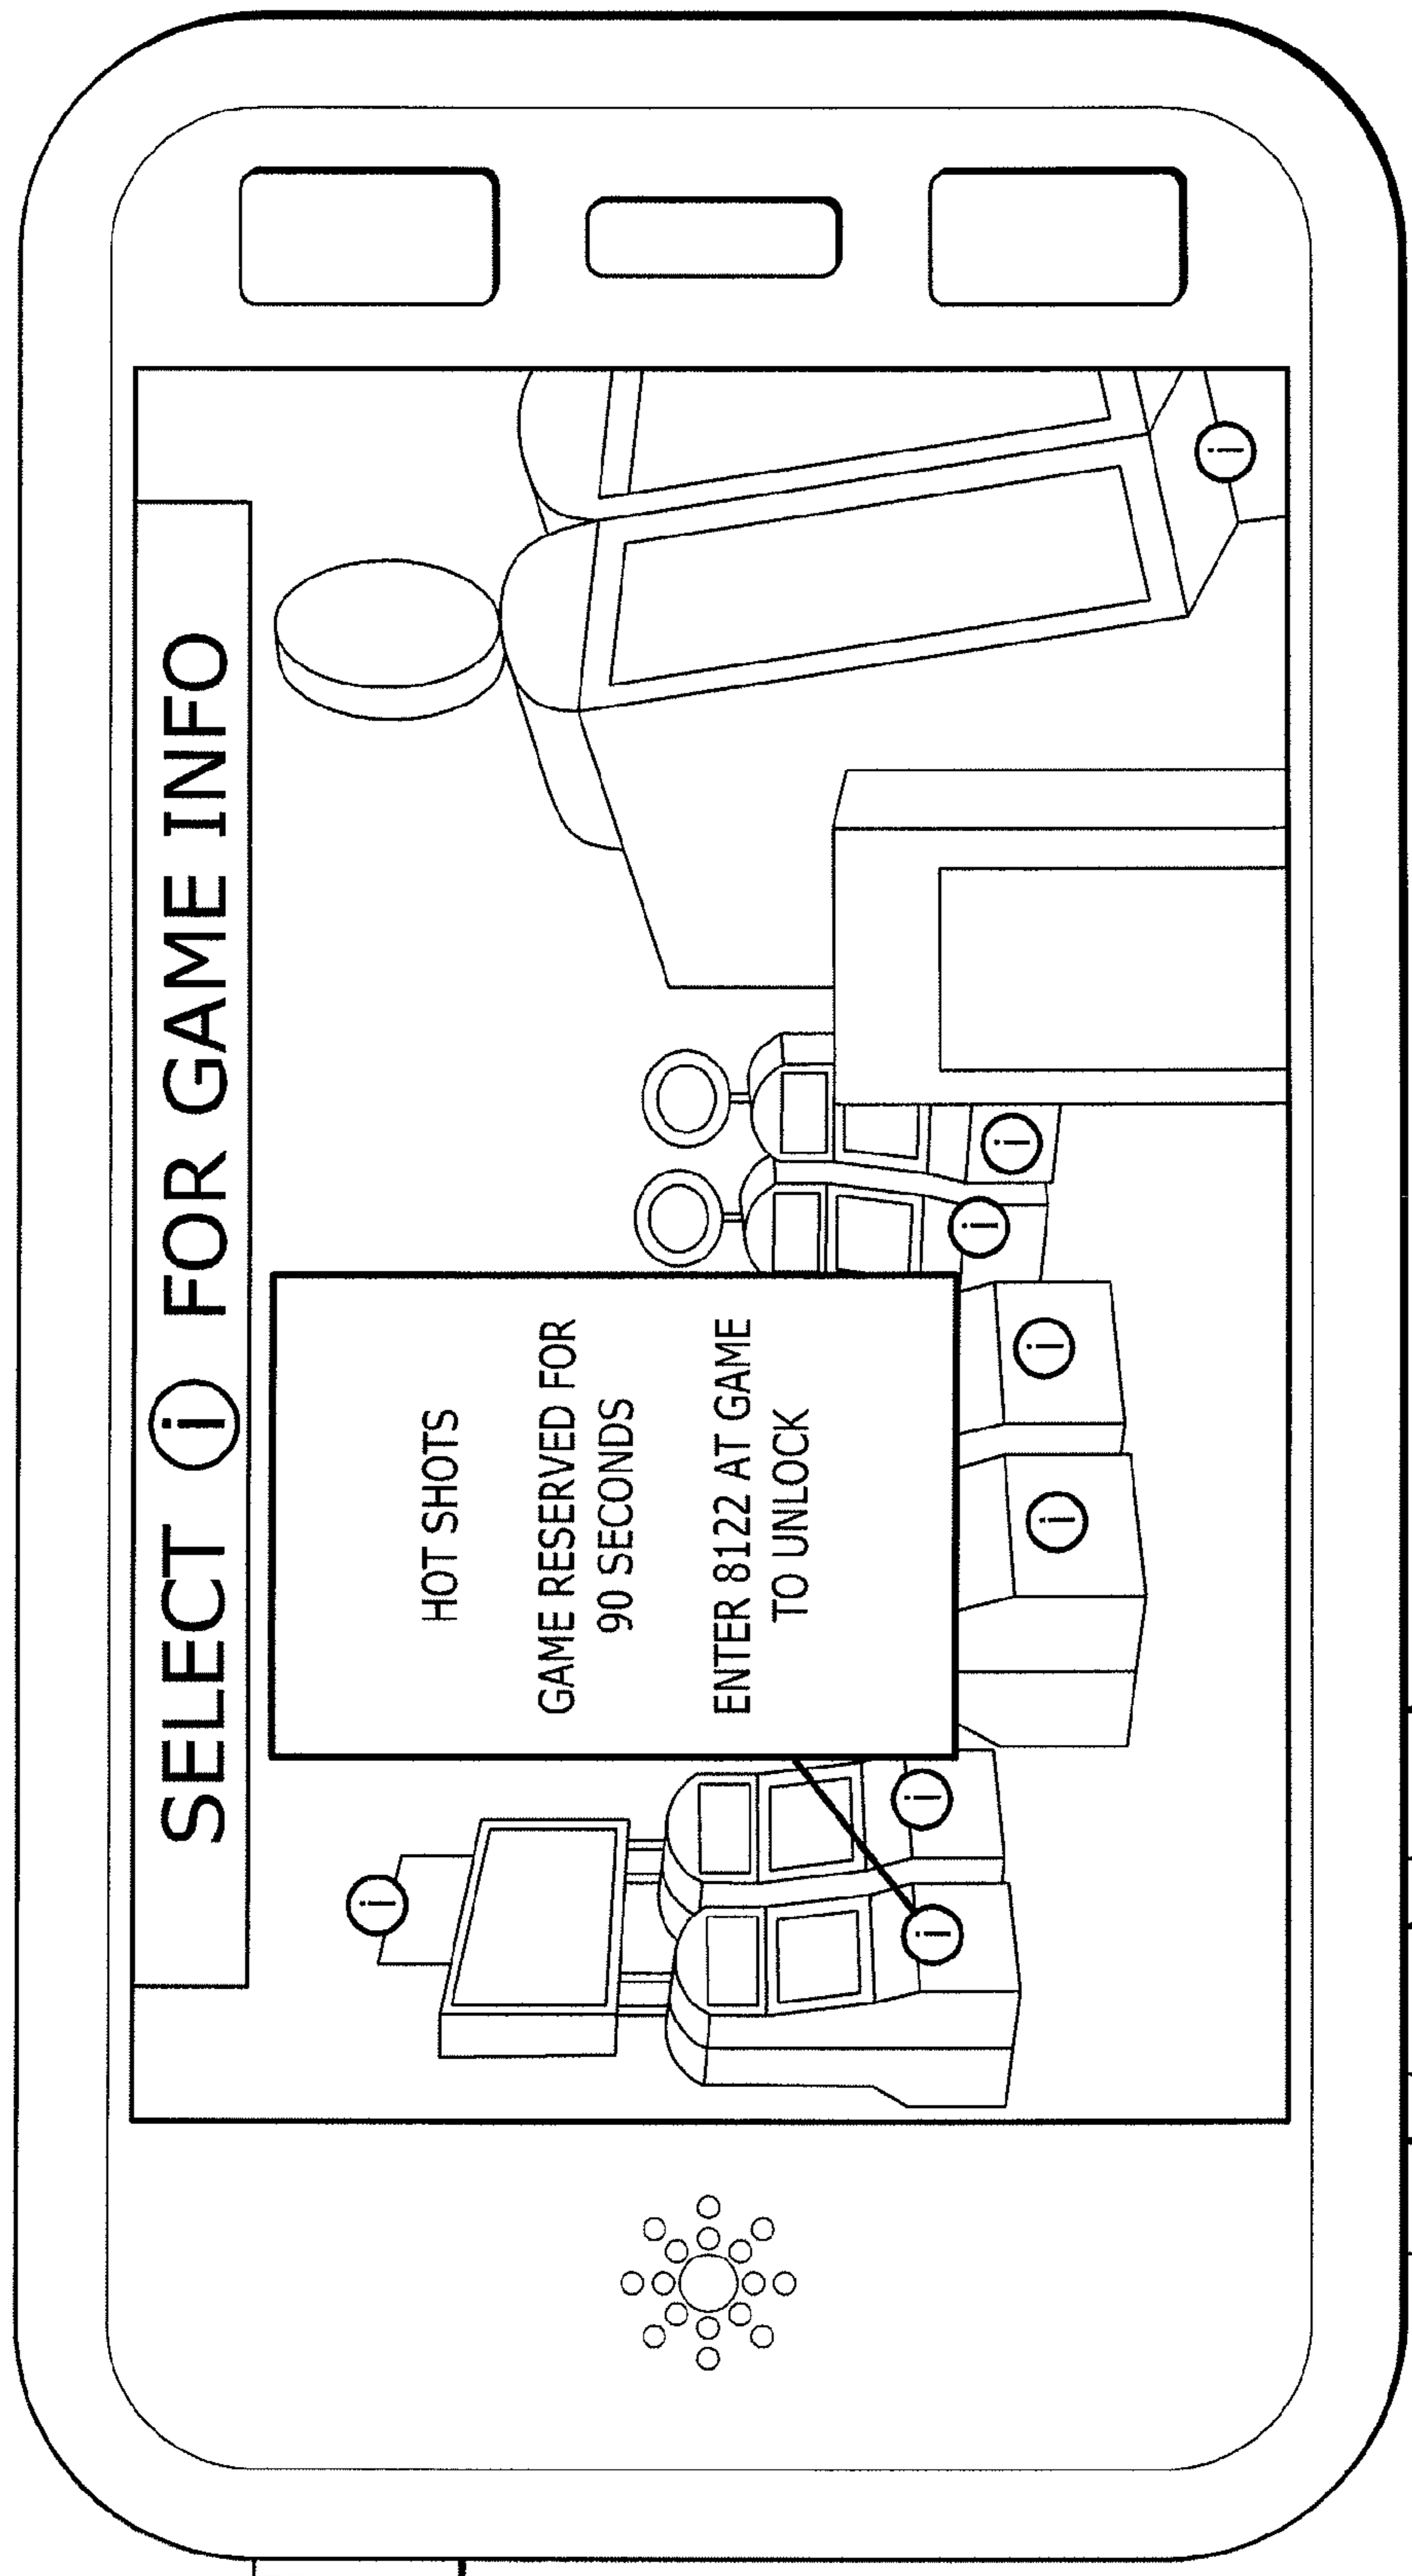 SELECT i FOR GAME INFO
HOT SHOTS
GAME RESERVED FOR
90 SECONDS
ENTER 8122 AT GAME
TO UNLOCK
i
i
i
i
i
i
i
i